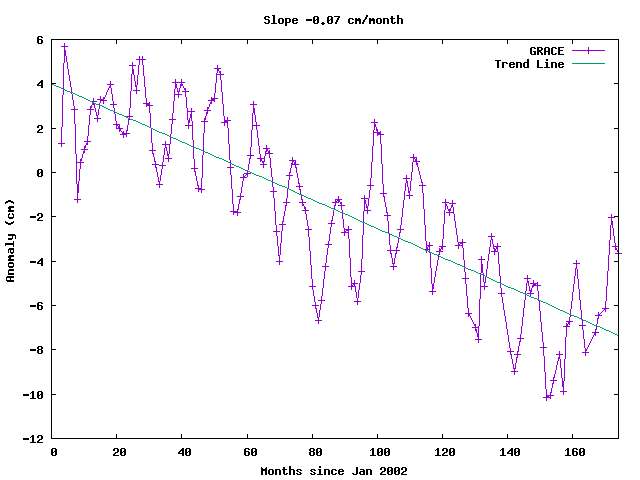 Slope -0.07 cm/month
GRACE
Trend Line
6
4
2
0
-2
-4
-6
-8
-10
-12
Anomaly (cm)
0 20 40 60 80 100 120 140 160
Months since Jan 2002